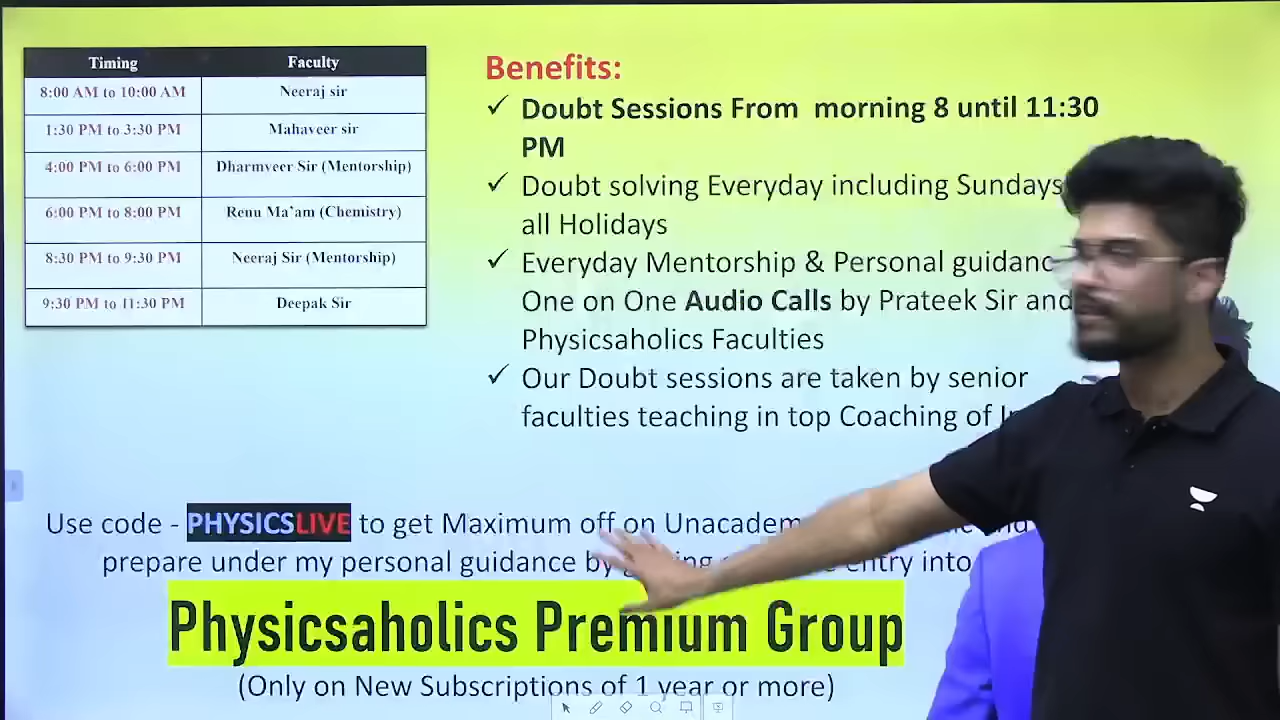 Timing Faculty
8:00 AM to 10:00 AM Neeraj sir
1:30 PM to 3:30 PM Mahaveer sir
4:00 PM to 6:00 PM Dharmveer Sir (Mentorship)
6:00 PM to 8:00 PM Renu Ma'am (Chemistry)
8:30 PM to 9:30 PM Neeraj Sir (Mentorship)
9:30 PM to 11:30 PM Deepak Sir
Benefits:
✓ Doubt Sessions From morning 8 until 11:30
PM
✓ Doubt solving Everyday including Sundays
all Holidays
✓ Everyday Mentorship & Personal
One on One Audio Calls by Prateek Sir and
Physicsaholics Faculties
✓ Our Doubt sessions are taken by senior
faculties teaching in top Coaching of
Use code - PHYSICSLIVE to get Maximum off on
prepare under my personal guidance by entry into
Physicsaholics Premium Group
(Only on New Subscriptions of 1 year or more)